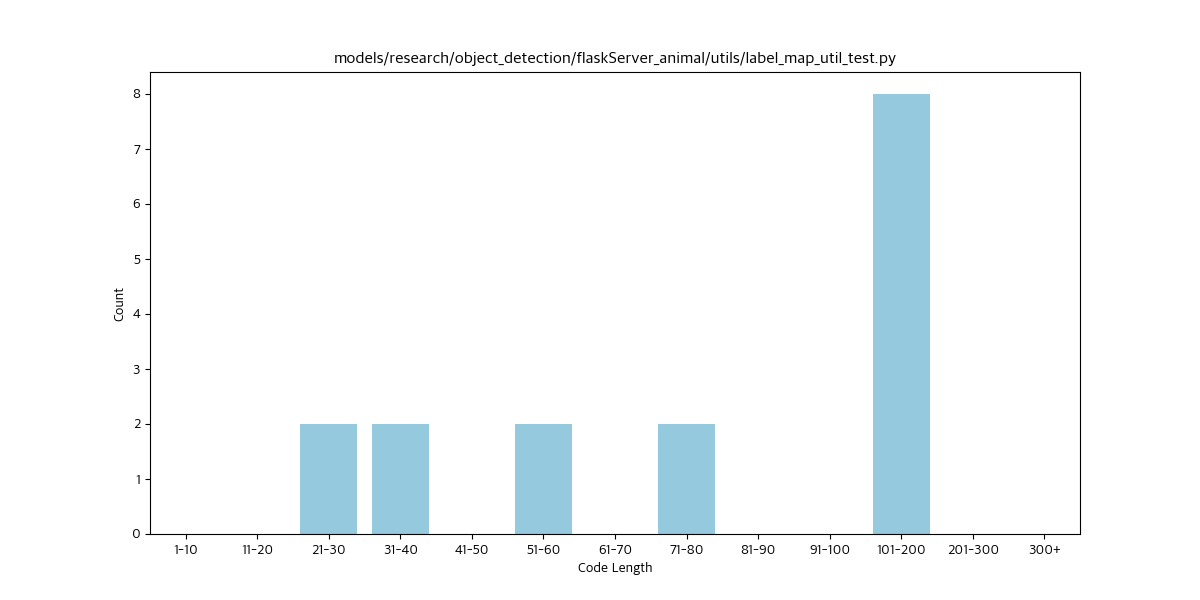 models/research/object_detection/flaskServer_animal/utils/label_map_util_test.py
8
7
6
5
4
3
2
1
0
Count
1-10 11-20 21-30 31-40 41-50 51-60 61-70 71-80 81-90 91-100 101-200 201-300 300+
Code Length